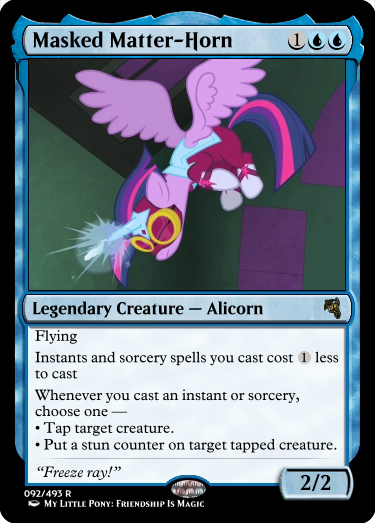 Masked Matter-Horn 1
Legendary Creature — Alicorn
Flying
Instants and sorcery spells you cast cost 1 less
to cast
Whenever you cast an instant or sorcery,
choose one —
• Tap target creature.
• Put a stun counter on target tapped creature.
“Freeze ray!”
2/2
092/493 R
My Little Pony: Friendship Is Magic